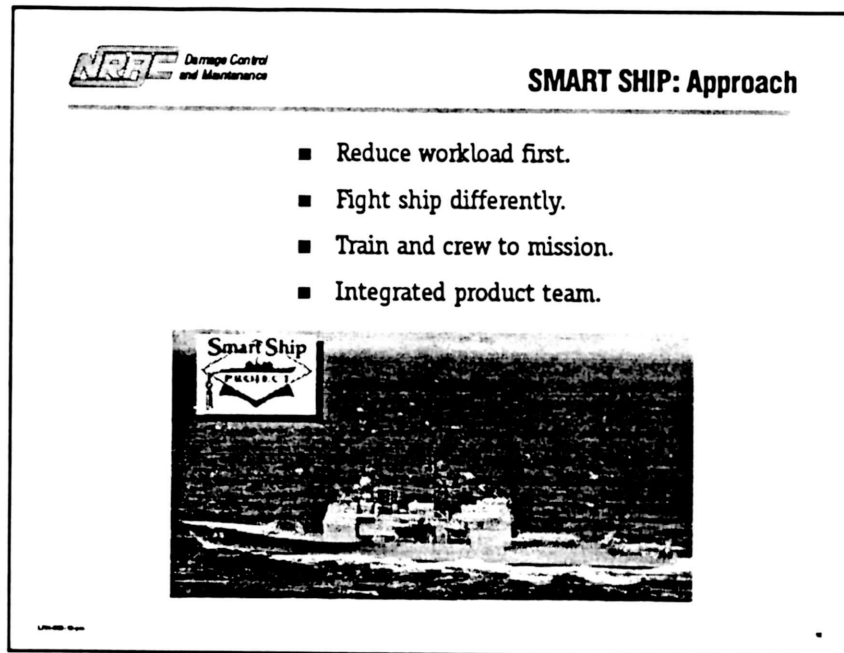 NRAC Damage Control
and Maintenance
SMART SHIP: Approach
■ Reduce workload first.
■ Fight ship differently.
■ Train and crew to mission.
■ Integrated product team.
Smart Ship
PROJECT